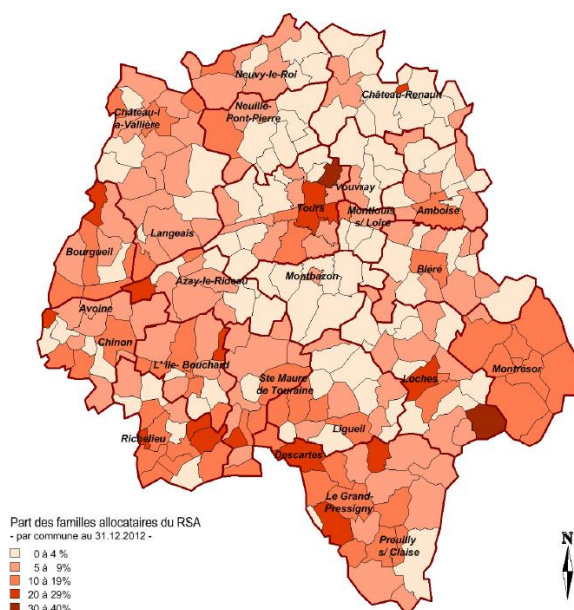 Neuvy-le-Roi
Château-Renault
Château-l
a-Vallière
Neuillé-
Pont-Pierre
Vouvray
Tours
Montlouis
s/ Loire
Amboise
Langeais
Bourgueil
Azay-le-Rideau
Montbazon
Bléré
Avoine
Chinon
L'île- Bouchard
Ste Maure
de Touraine
Loches
Montrésor
Richelieu
Ligueil
Descartes
Le Grand-
Pressigny
Preuilly
s/ Claise
Part des familles allocataires du RSA
- par commune au 31.12.2012 -
0 à 4 %
5 à 9%
10 à 19%
20 à 29%
30 à 40%
N